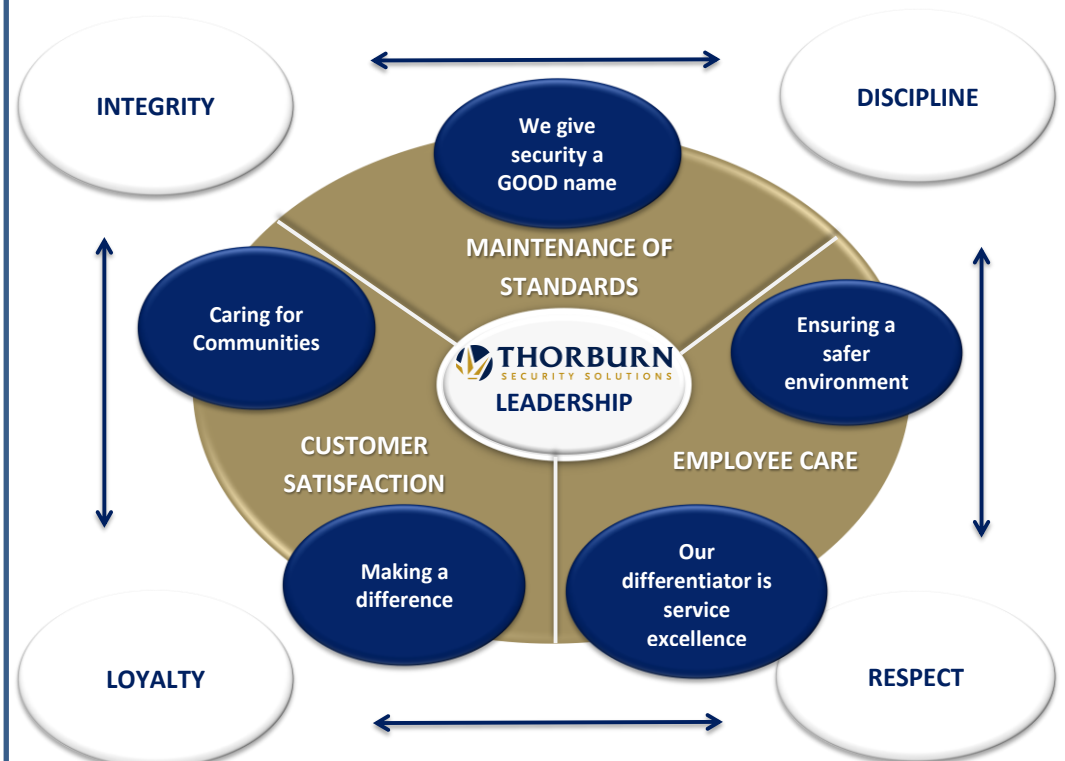 INTEGRITY
DISCIPLINE
We give
security a
GOOD name
MAINTENANCE OF
STANDARDS
Caring for
Communities
Ensuring a
safer
environment
THORBURN
SECURITY SOLUTIONS
LEADERSHIP
CUSTOMER
SATISFACTION
EMPLOYEE CARE
Making a
difference
Our
differentiator is
service
excellence
LOYALTY
RESPECT